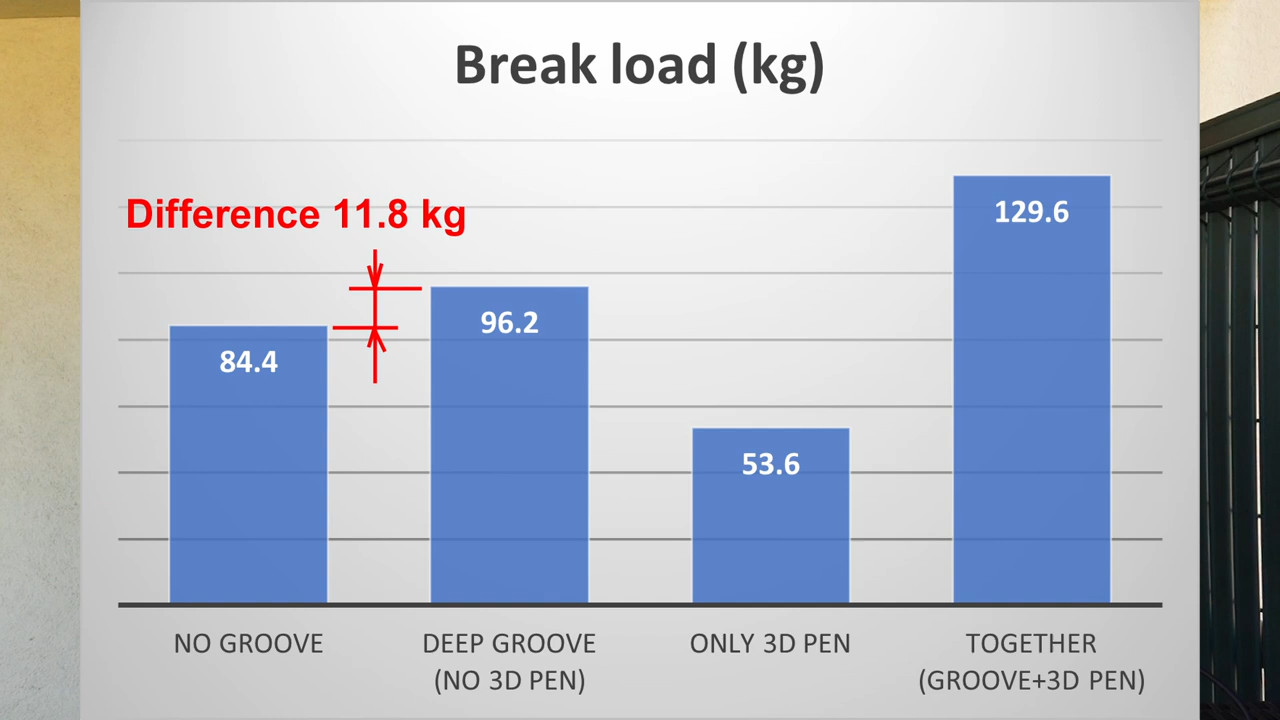 Break load (kg)
Difference 11.8 kg
129.6
96.2
84.4
53.6
NO GROOVE
DEEP GROOVE
(NO 3D PEN)
ONLY 3D PEN
TOGETHER
(GROOVE+3D PEN)